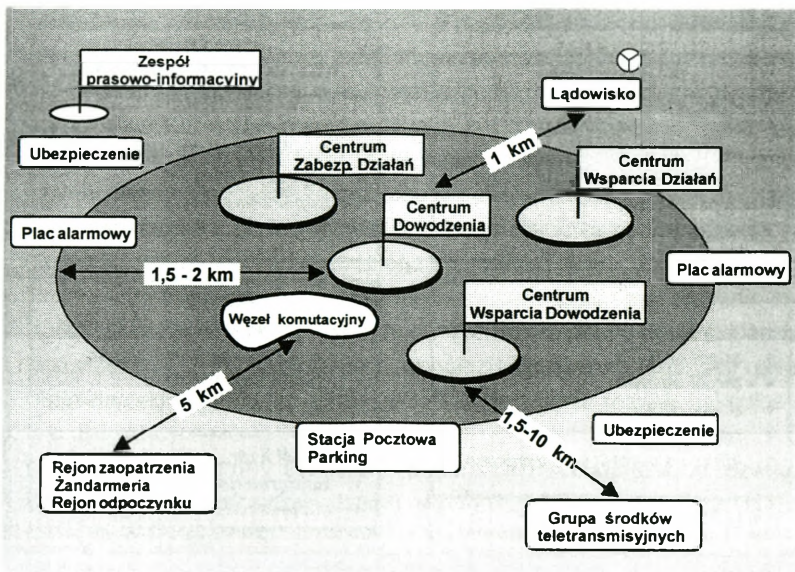 Zespół
prasowo-informacyjny
Lądowisko
Ubezpieczenie
Centrum
Zabezp. Działań
1 km
Centrum
Wsparcia Działań
Plac alarmowy
Centrum
Dowodzenia
Plac alarmowy
1,5 - 2 km
Centrum
Wsparcia Dowodzenia
Węzeł komutacyjny
5 km
1,5-10 km
Ubezpieczenie
Stacja Pocztowa
Parking
Rejon zaopatrzenia
Żandarmeria
Rejon odpoczynku
Grupa środków
teletransmisyjnych